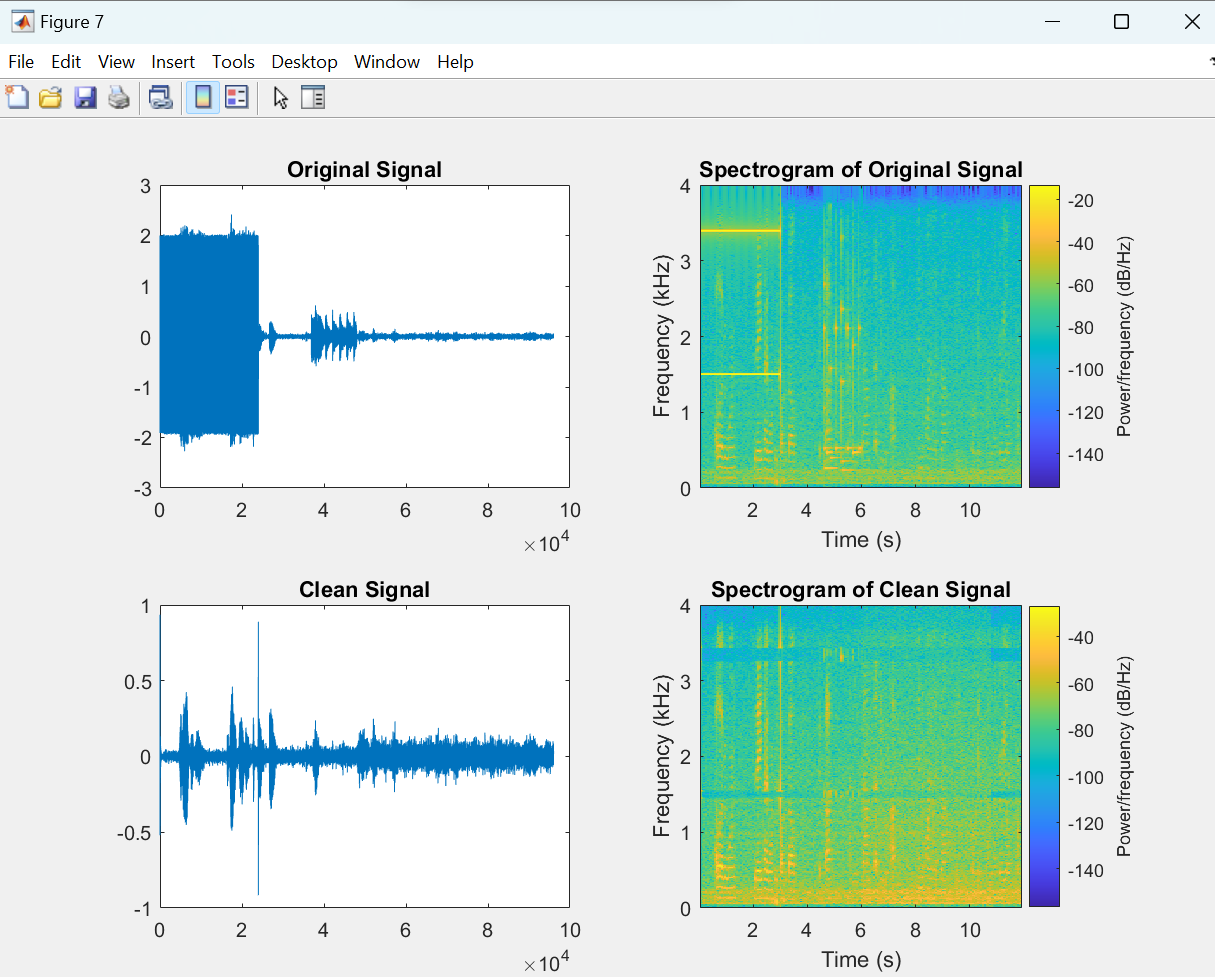 Figure 7
File Edit View Insert Tools Desktop Window Help
Original Signal
3
2
1
0
-1
-2
-3
0 2 4 6 8 10
×10⁴
Spectrogram of Original Signal
4
3
2
1
0
Frequency (kHz)
2 4 6 8 10
Time (s)
-20
-40
-60
-80
-100
-120
-140
Power/frequency (dB/Hz)
Clean Signal
1
0.5
0
-0.5
-1
0 2 4 6 8 10
×10⁴
Spectrogram of Clean Signal
4
3
2
1
0
Frequency (kHz)
2 4 6 8 10
Time (s)
-40
-60
-80
-100
-120
-140
Power/frequency (dB/Hz)